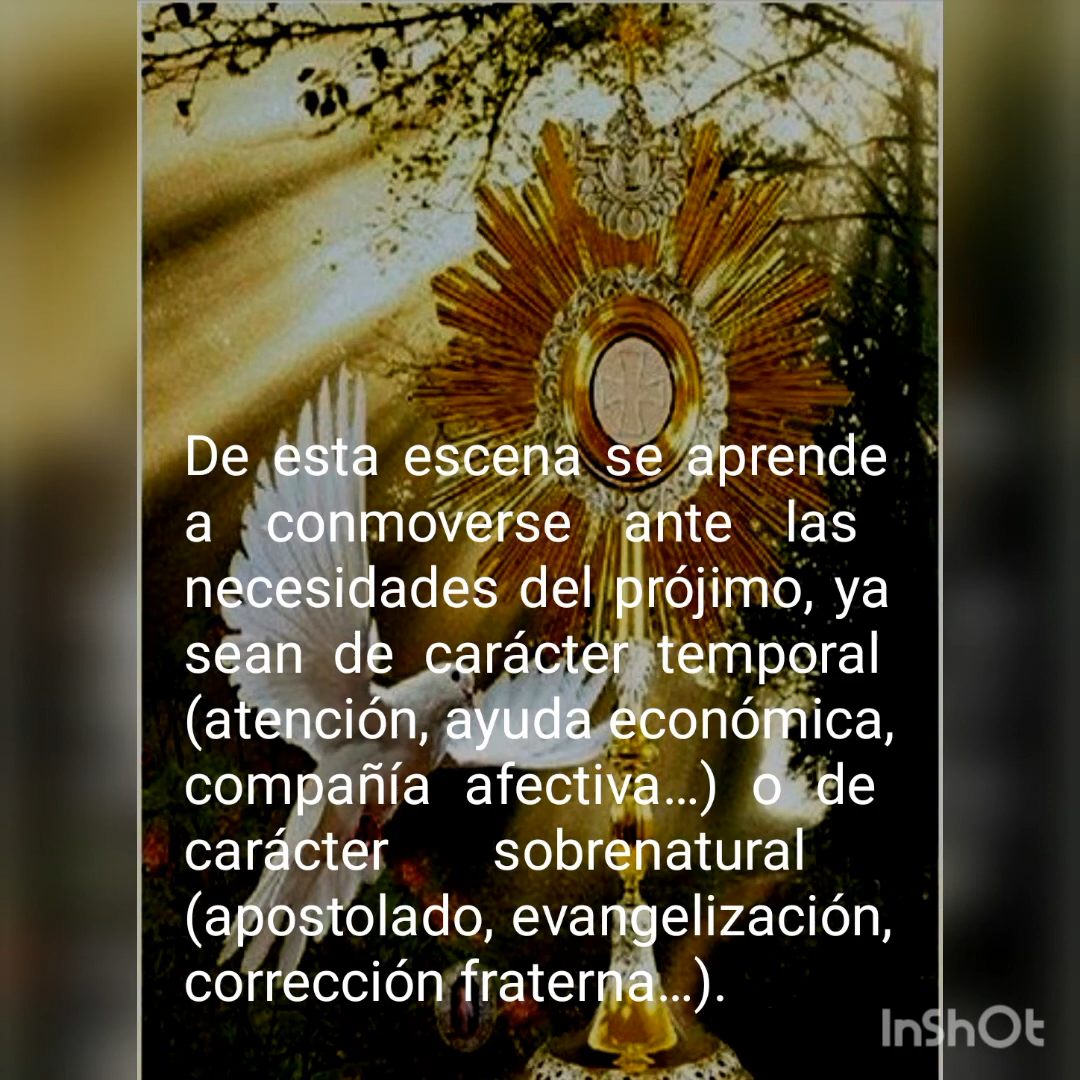 De esta escena se aprende
a conmoverse ante las
necesidades del prójimo, ya
sean de carácter temporal
(atención, ayuda económica,
compañía afectiva...) o de
carácter sobrenatural
(apostolado, evangelización,
corrección fraterna...).
InShOt